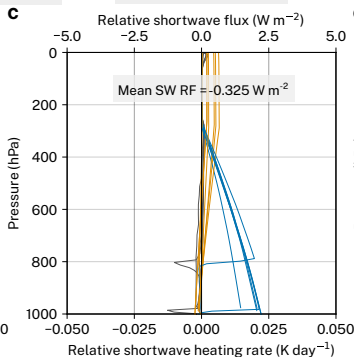 c
Relative shortwave flux (W m⁻²)
−5.0 −2.5 0.0 2.5 5.0
Mean SW RF = -0.325 W m⁻²
Pressure (hPa)
0
200
400
600
800
1000
0 −0.050 −0.025 0.000 0.025 0.050
Relative shortwave heating rate (K day⁻¹)